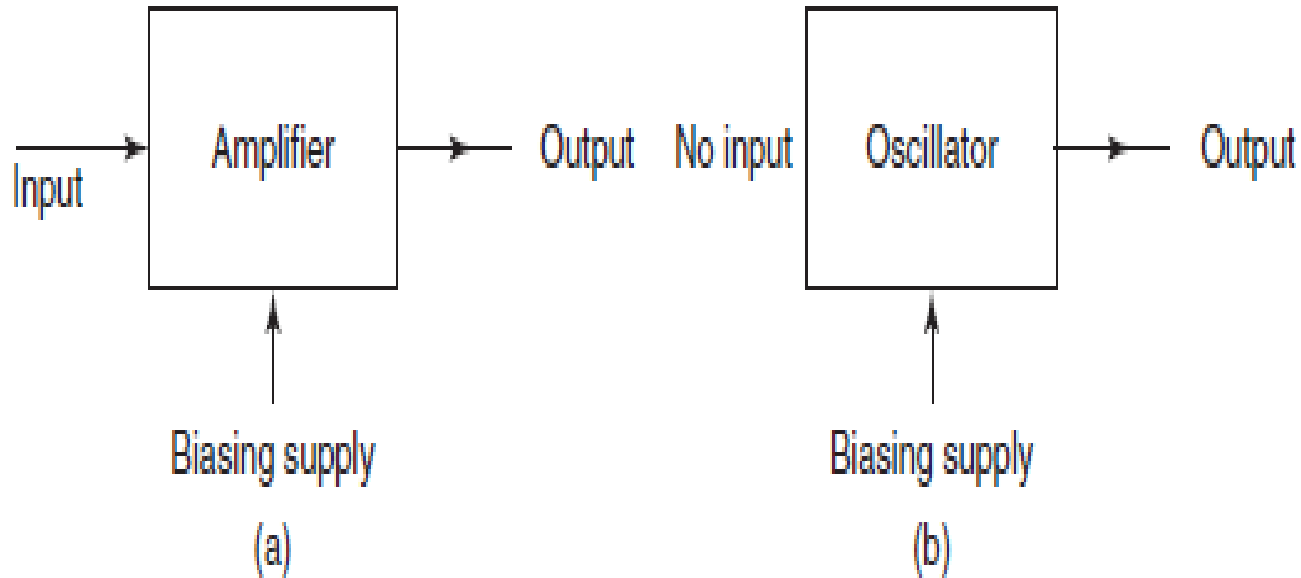 Amplifier
Output
Input
Biasing supply
(a)
No input
Oscillator
Output
Biasing supply
(b)